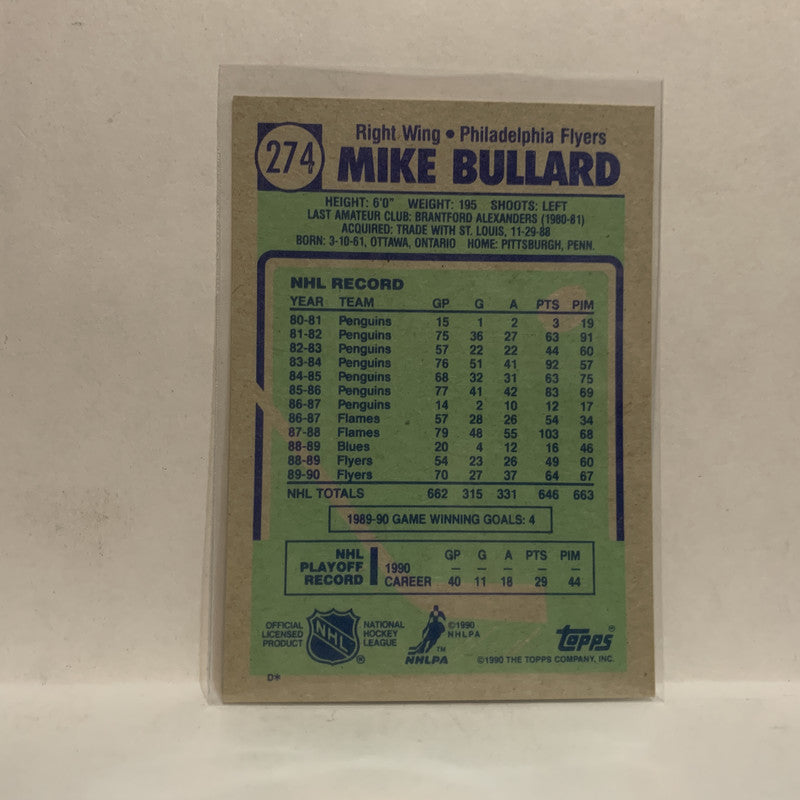 274
Right Wing • Philadelphia Flyers
MIKE BULLARD
HEIGHT: 6'0" WEIGHT: 195 SHOOTS: LEFT
LAST AMATEUR CLUB: BRANTFORD ALEXANDERS (1980-81)
ACQUIRED: TRADE WITH ST. LOUIS, 11-29-88
BORN: 3-10-61, OTTAWA, ONTARIO HOME: PITTSBURGH, PENN.
NHL RECORD
YEAR TEAM GP G A PTS PIM
80-81 Penguins 15 1 2 3 19
81-82 Penguins 75 36 27 63 91
82-83 Penguins 57 22 22 44 60
83-84 Penguins 76 51 41 92 57
84-85 Penguins 68 32 31 63 75
85-86 Penguins 77 41 42 83 69
86-87 Penguins 14 2 10 12 17
86-87 Flames 57 28 26 54 34
87-88 Flames 79 48 55 103 68
88-89 Blues 20 4 12 16 46
88-89 Flyers 54 23 26 49 60
89-90 Flyers 70 27 37 64 67
NHL TOTALS 662 315 331 646 663
1989-90 GAME WINNING GOALS: 4
NHL PLAYOFF RECORD
GP G A PTS PIM
1990 — — — — —
CAREER 40 11 18 29 44
OFFICIAL LICENSED PRODUCT
NHL ®
NATIONAL HOCKEY LEAGUE
NHLPA ™
©1990 NHLPA
Topps ®
©1990 THE TOPPS COMPANY, INC.
D*